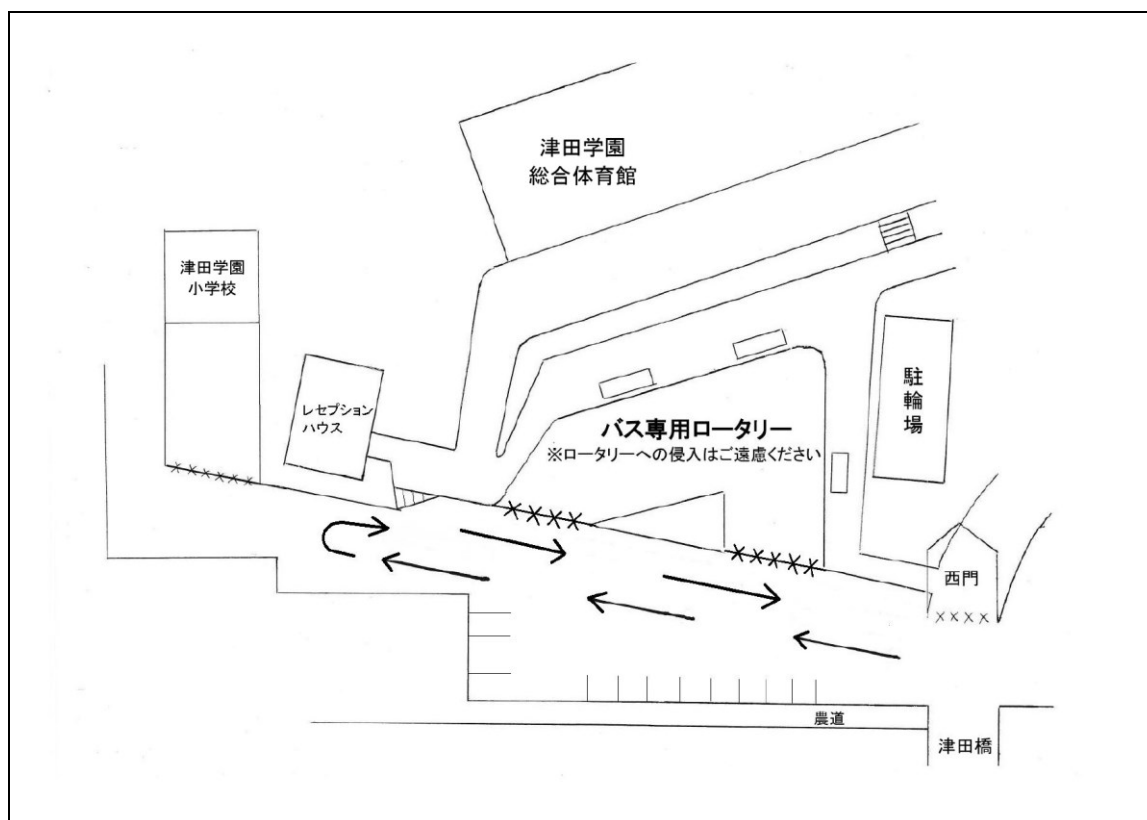 津田学園
総合体育館
津田学園
小学校
レセプション
ハウス
バス専用ロータリー
※ロータリーへの侵入はご遠慮ください
駐輪場
西門
農道
津田橋